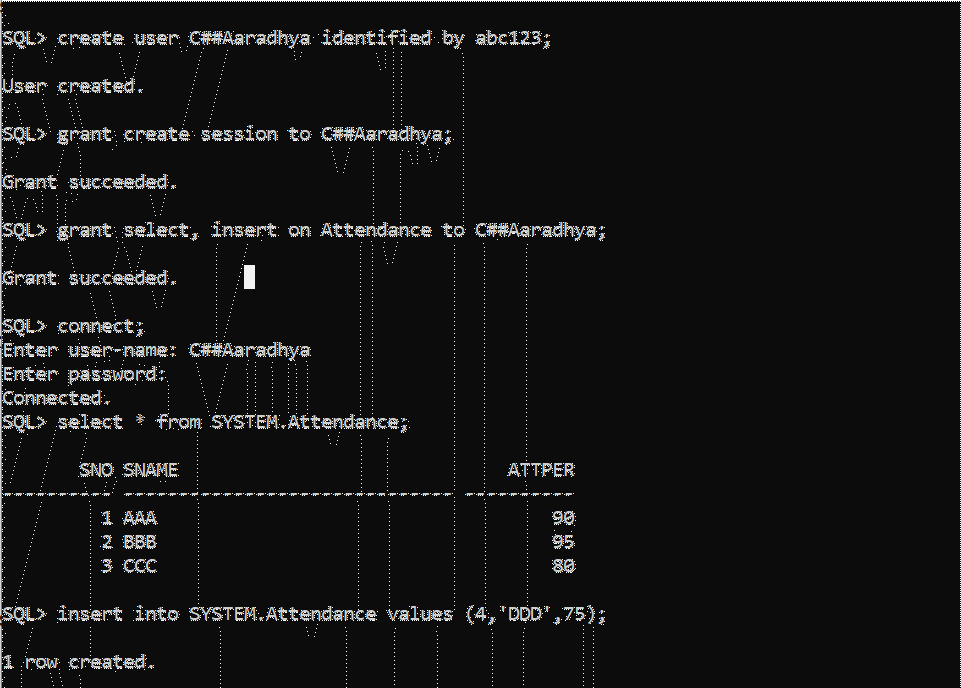 SQL> create user C##Aaradhya identified by abc123;
User created.
SQL> grant create session to C##Aaradhya;
Grant succeeded.
SQL> grant select, insert on Attendance to C##Aaradhya;
Grant succeeded.
SQL> connect;
Enter user-name: C##Aaradhya
Enter password:
Connected.
SQL> select * from SYSTEM.Attendance;
SNO SNAME ATTPER
---------- ------------------------------ ----------
1 AAA 90
2 BBB 95
3 CCC 80
SQL> insert into SYSTEM.Attendance values (4,'DDD',75);
1 row created.